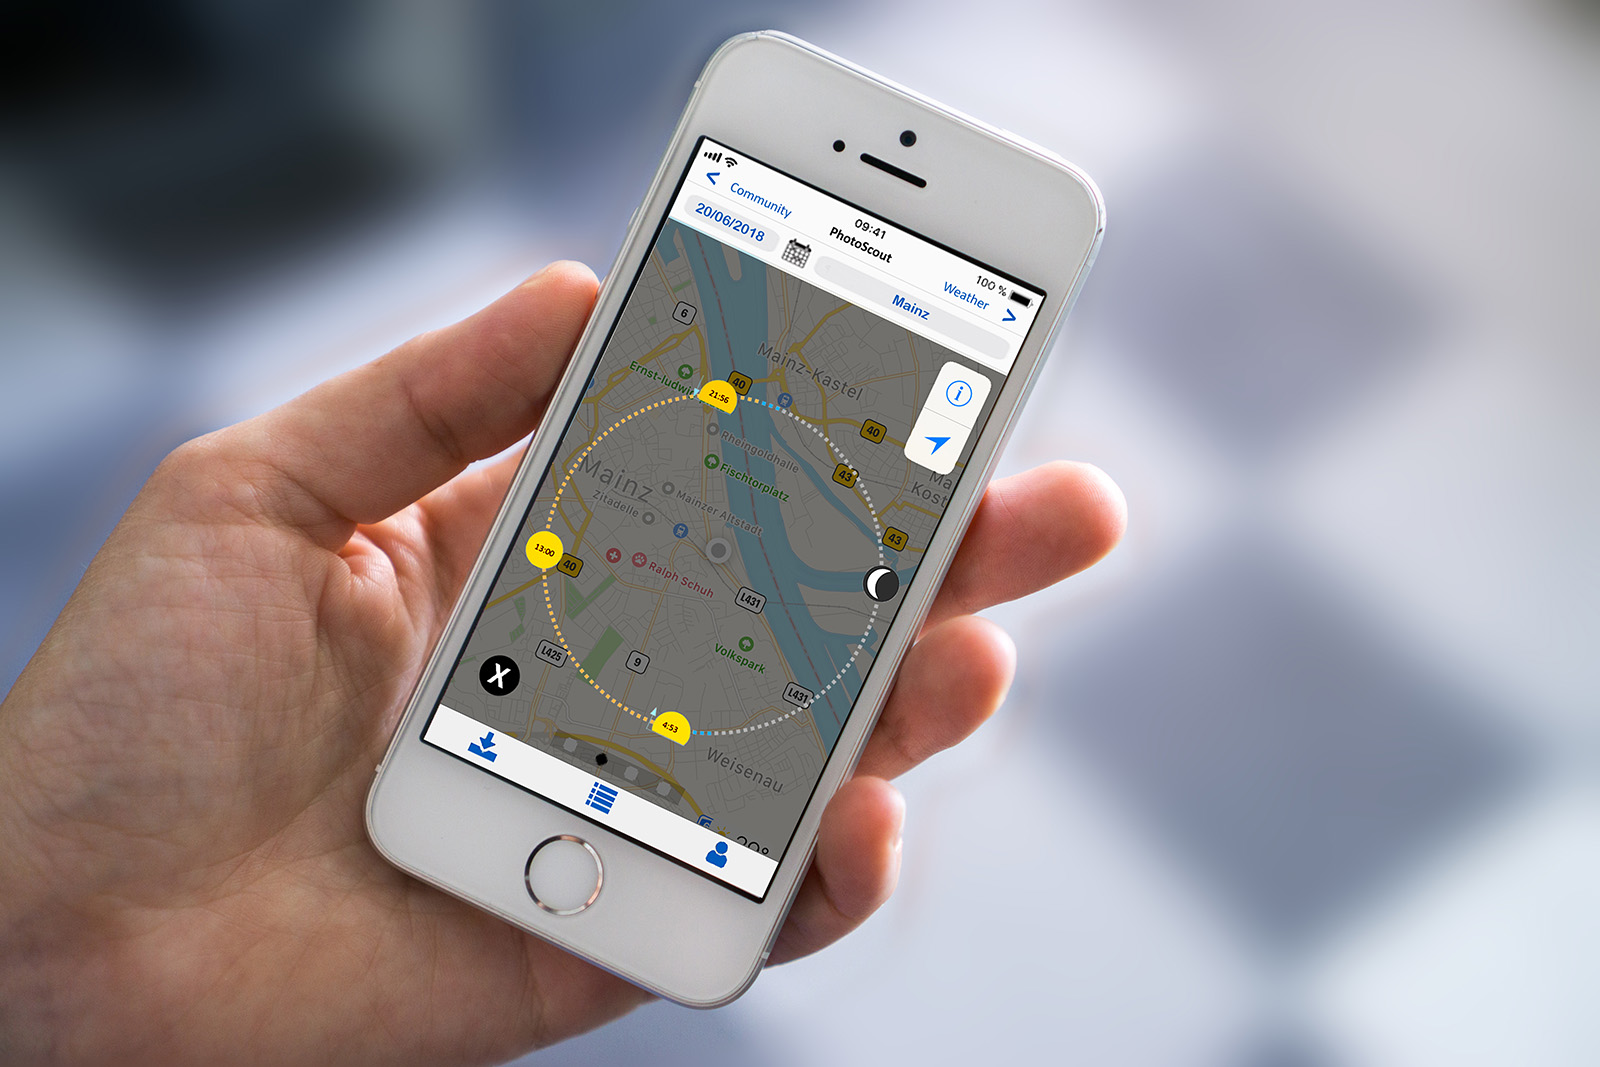 09:41
100 %
Community
PhotoScout
Weather
20/06/2018
Mainz
6
Mainz-Kastel
Ernst-ludwig
40
21:56
40
Rheingoldhalle
43
Fischtorplatz
Mainz
Mainzer Altstadt
Zitadelle
43
13:00
40
Ralph Schuh
L431
L425
9
Volkspark
X
L431
4:53
Weisenau